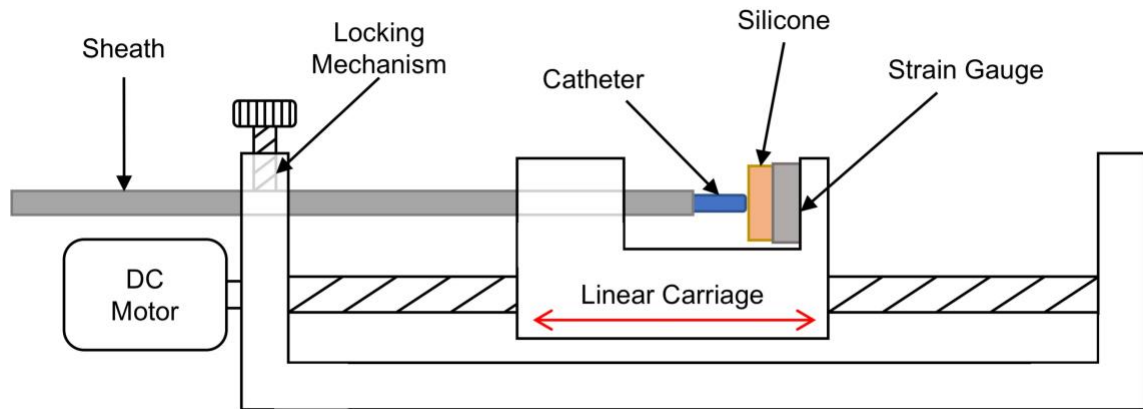 Sheath
Locking
Mechanism
Silicone
Catheter
Strain Gauge
DC
Motor
Linear Carriage